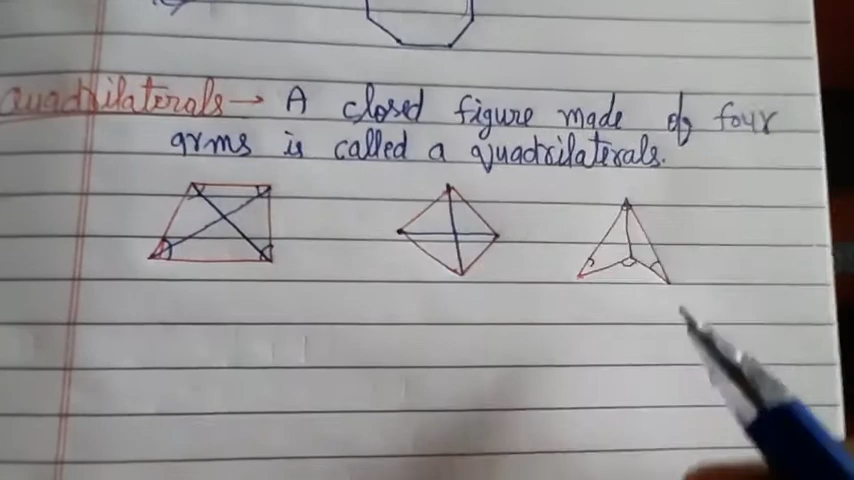 Quadrilaterals → A closed figure made of four
arms is called a quadrilaterals.